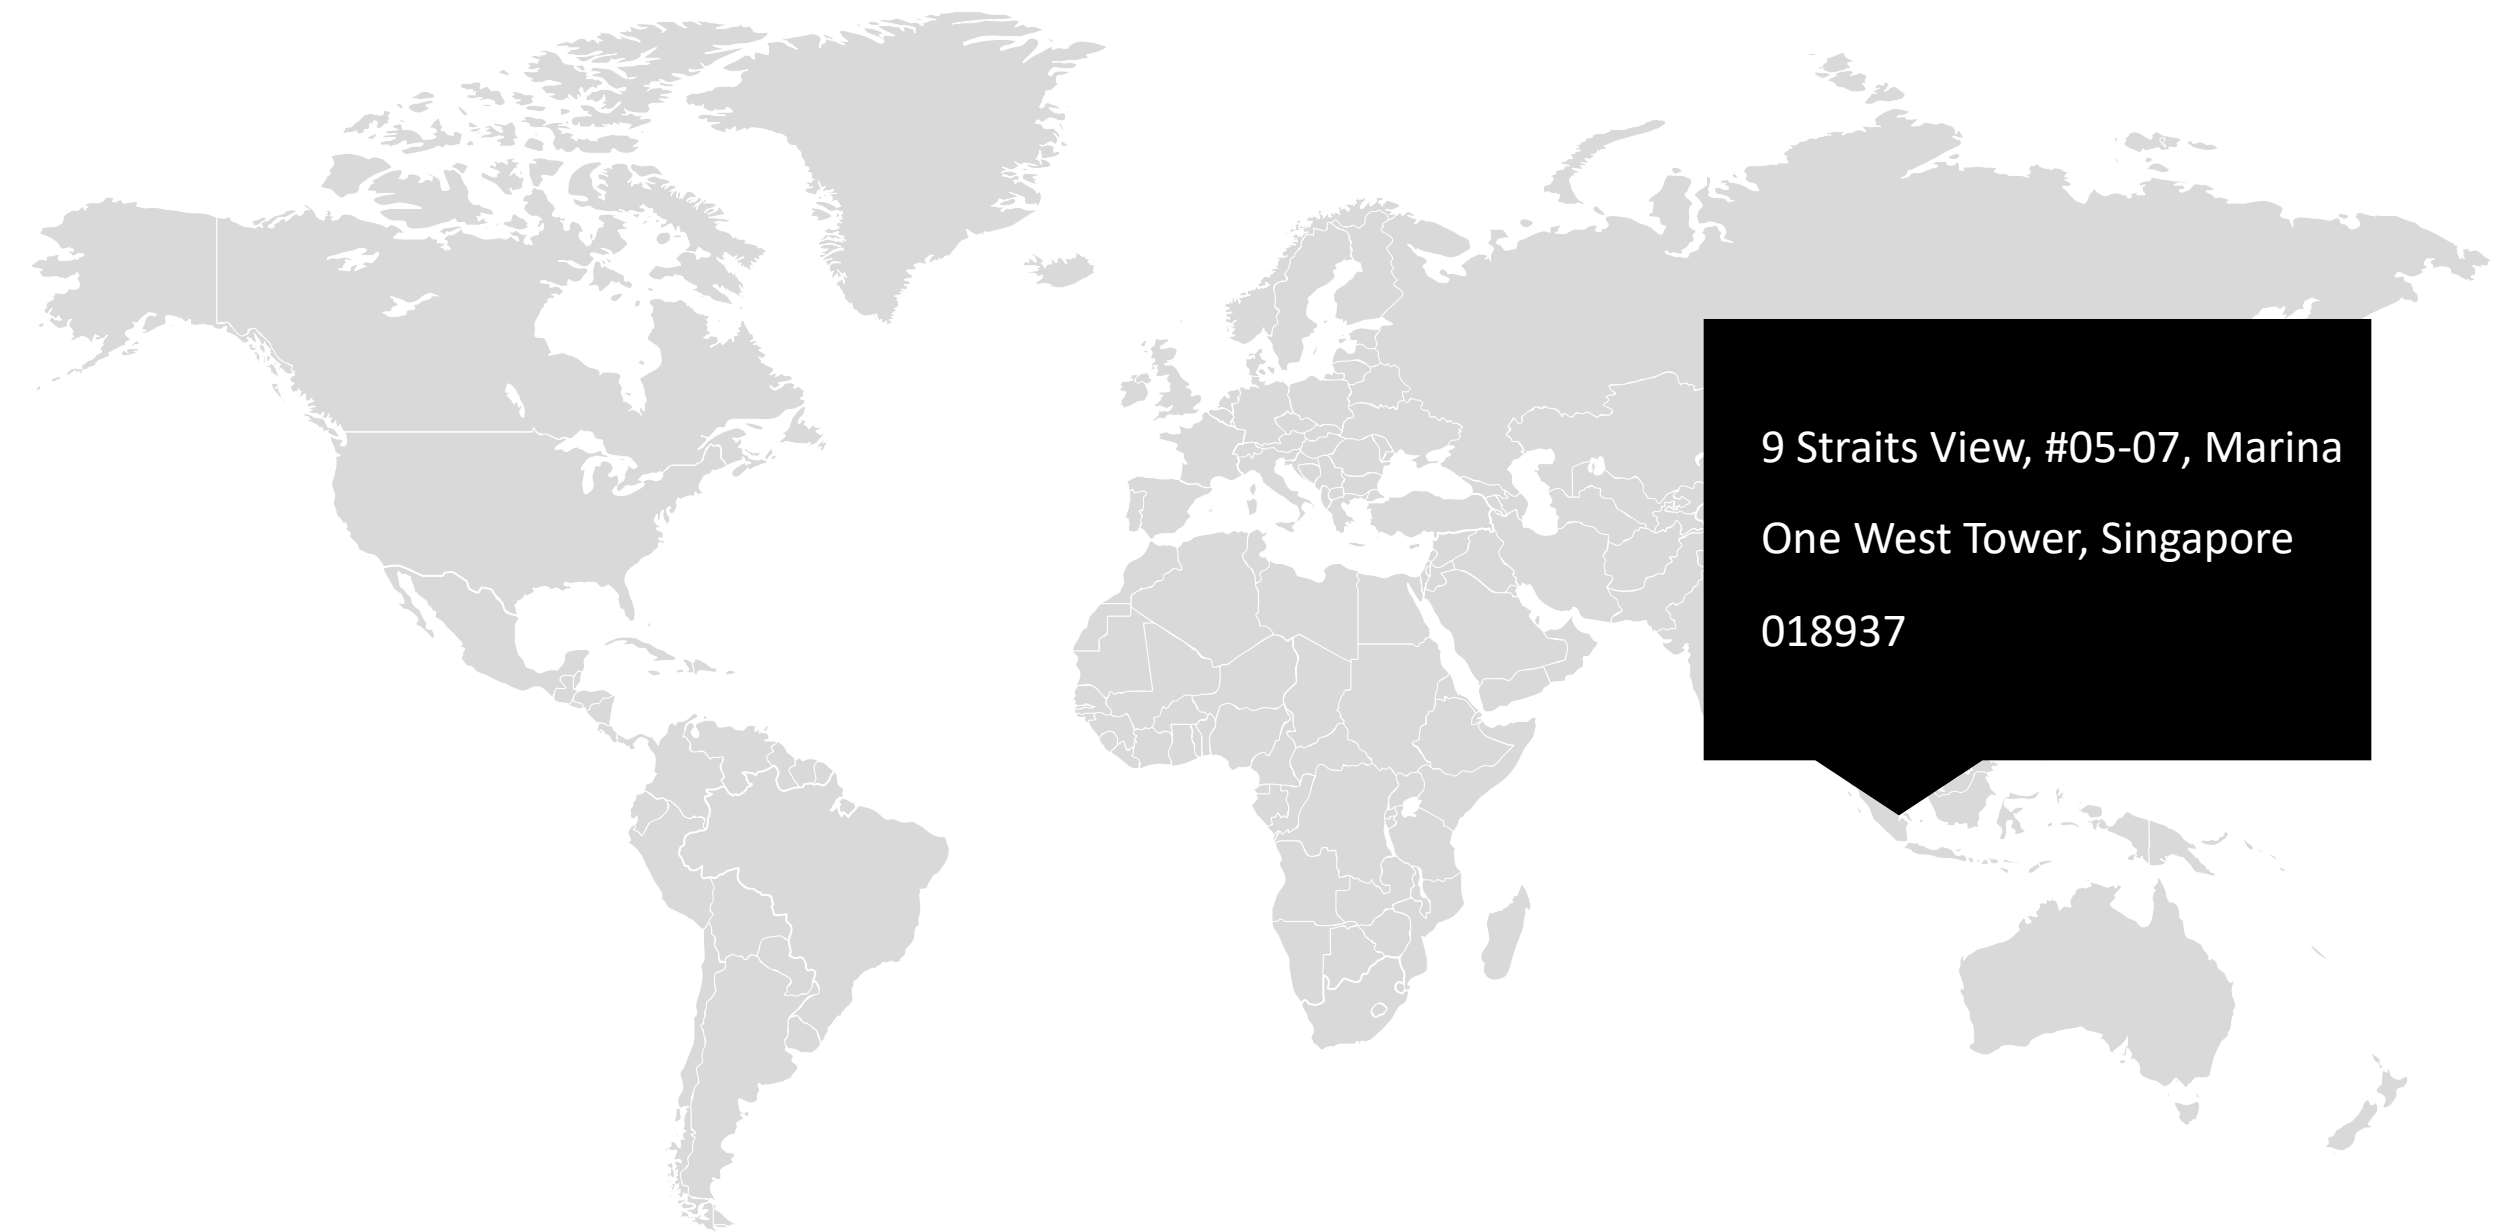 9 Straits View, #05-07, Marina
One West Tower, Singapore
018937